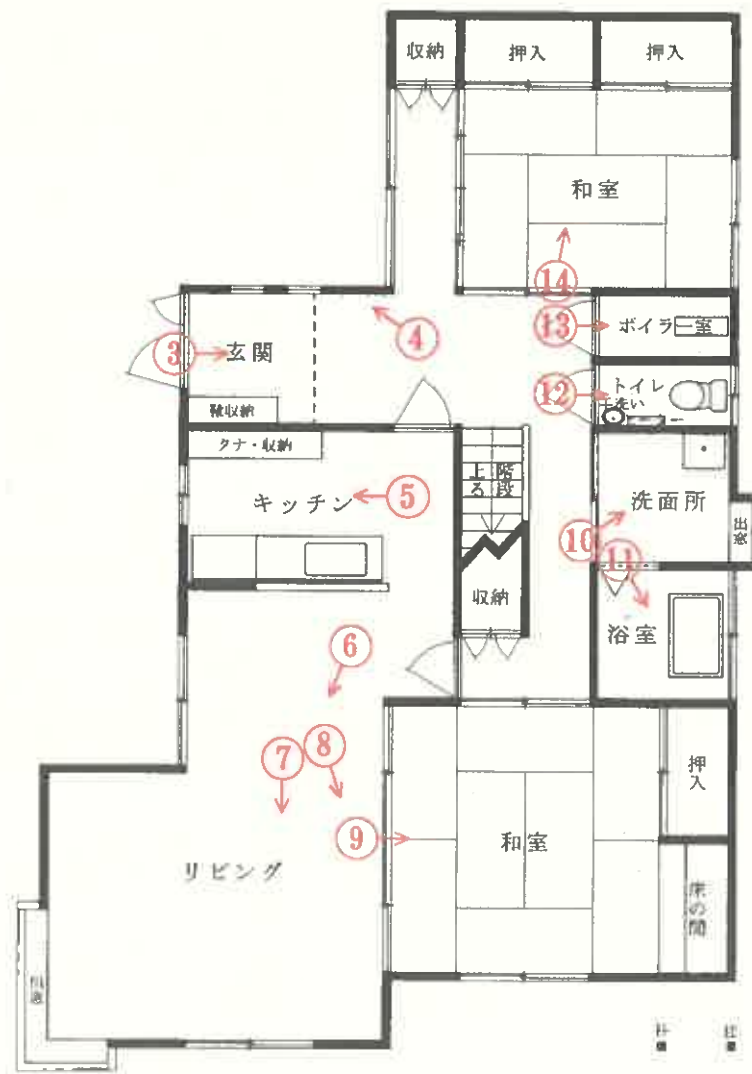 収納
押入
押入
和室
⑭
⑬
ボイラー室
④
③
玄関
靴収納
⑫
トイレ
手洗い
タナ・収納
キッチン
⑤
上る
階段
洗面所
⑩
⑪
出窓
収納
浴室
⑥
⑦
⑧
⑨
和室
押入
床の間
リビング